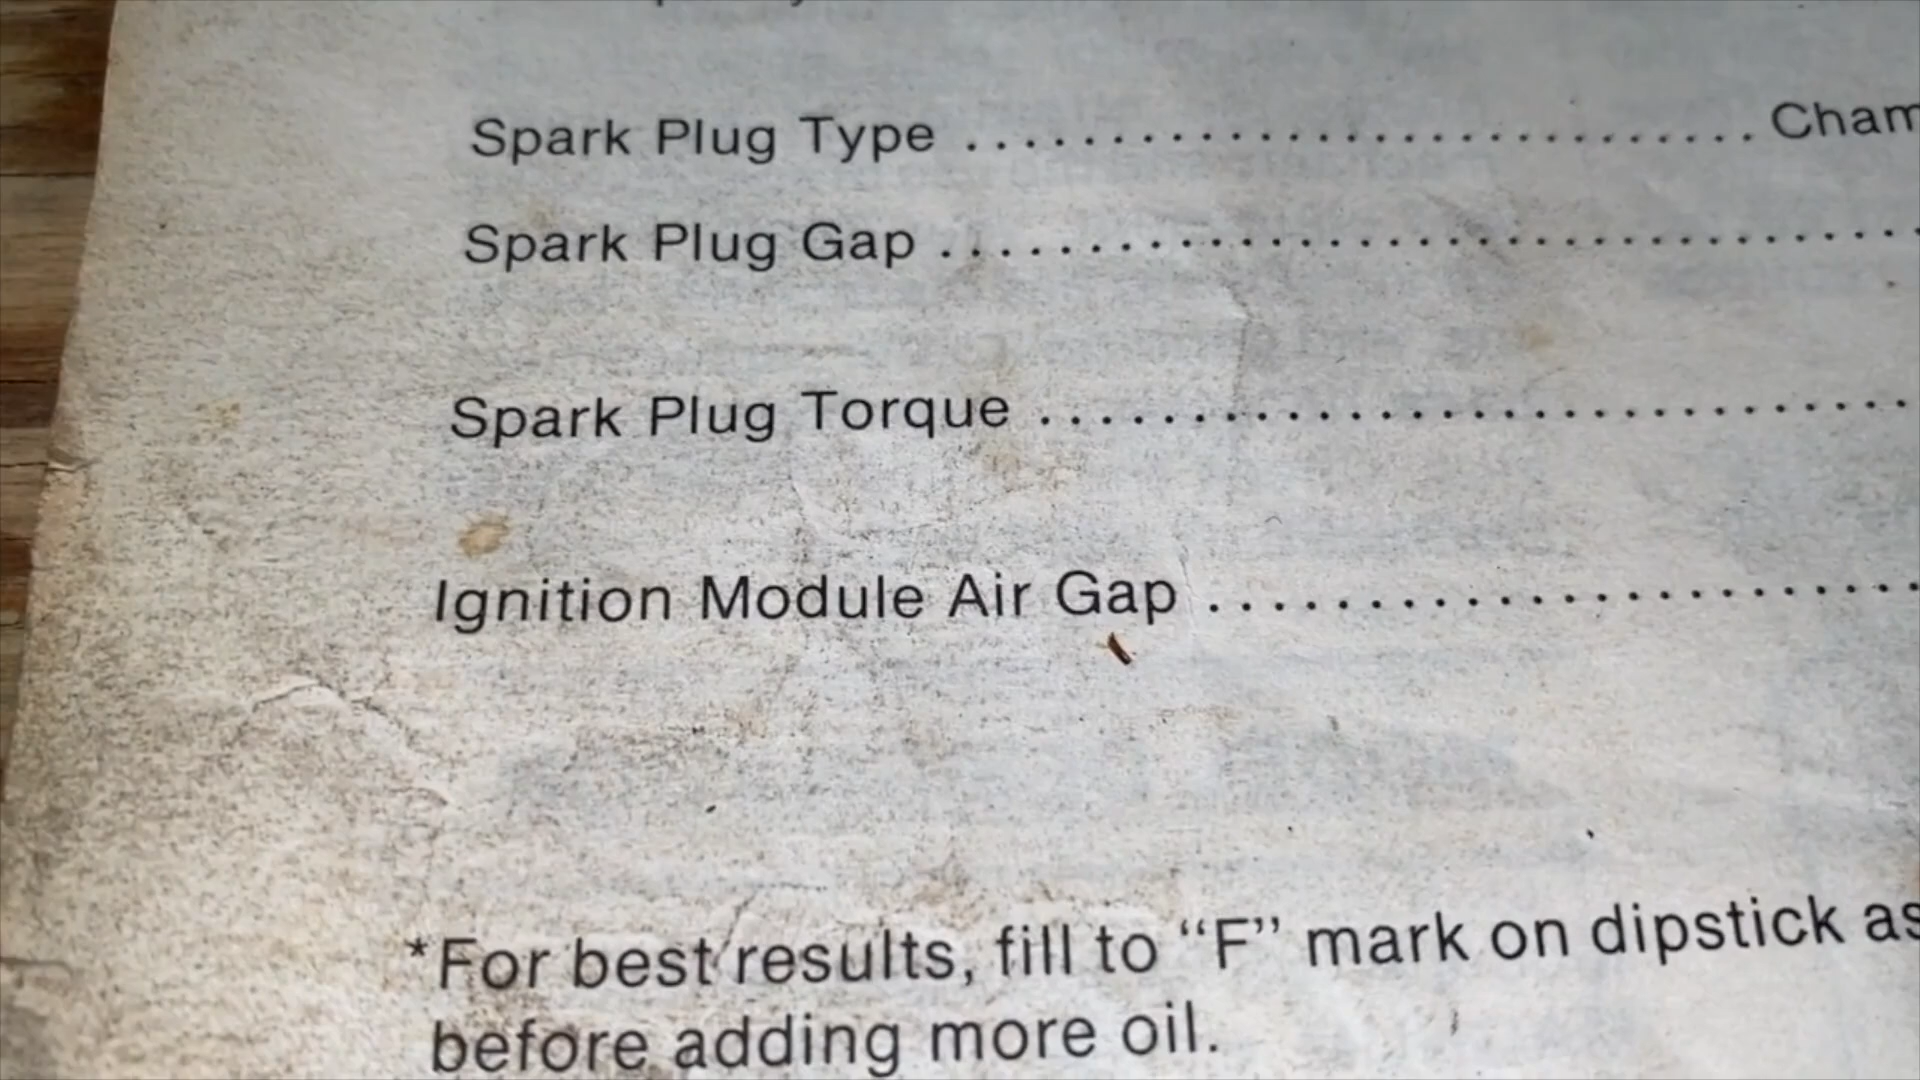 Spark Plug Type ........................... Cham
Spark Plug Gap .................................
Spark Plug Torque ..............................
Ignition Module Air Gap ......................
*For best results, fill to “F” mark on dipstick as
before adding more oil.